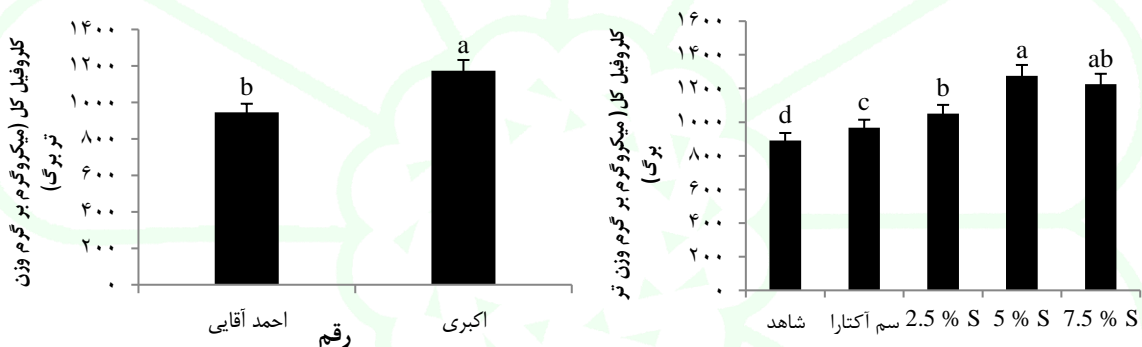 کلروفیل کل (میکروگرم بر گرم وزن
تر برگ)
۱۴۰۰
۱۲۰۰
۱۰۰۰
۸۰۰
۶۰۰
۴۰۰
۲۰۰
۰
b
a
احمد آقایی
اکبری
رقم
کلروفیل کل( میکروگرم بر گرم وزن تر
برگ)
۱۶۰۰
۱۴۰۰
۱۲۰۰
۱۰۰۰
۸۰۰
۶۰۰
۴۰۰
۲۰۰
۰
d
c
b
a
ab
شاهد
سم آکتارا
2.5 % S
5 % S
7.5 % S